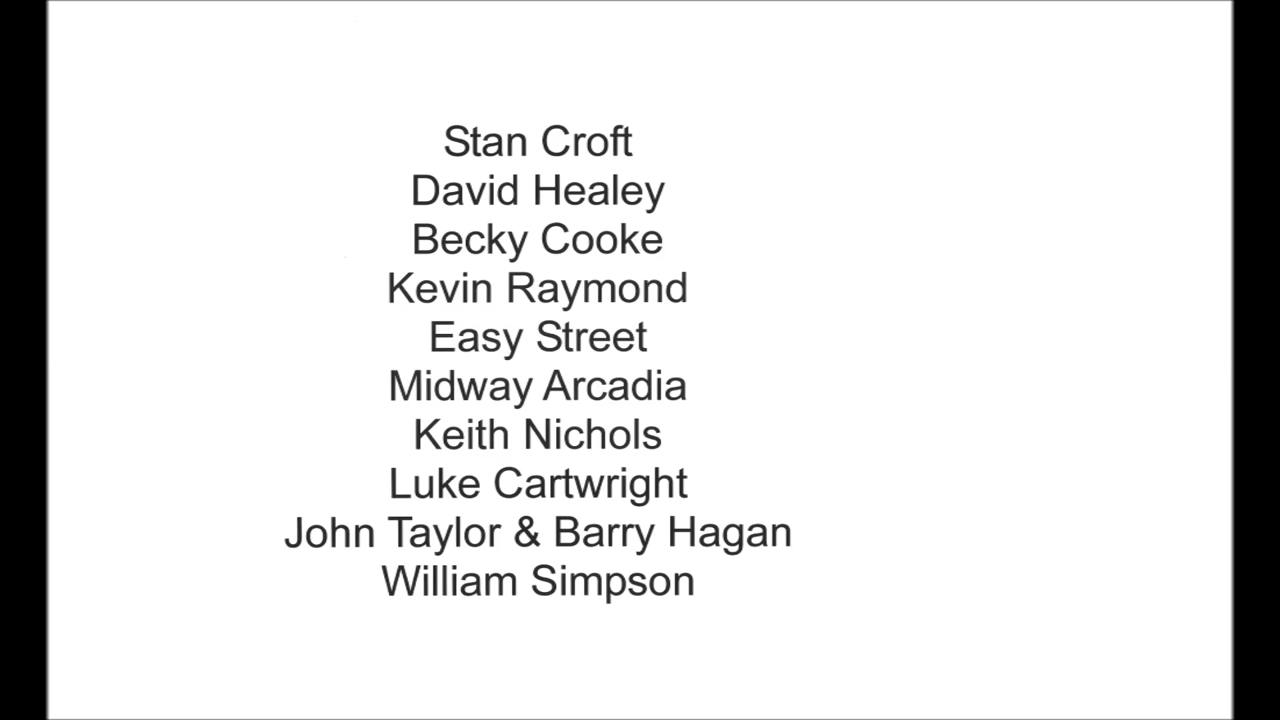 Stan Croft
David Healey
Becky Cooke
Kevin Raymond
Easy Street
Midway Arcadia
Keith Nichols
Luke Cartwright
John Taylor & Barry Hagan
William Simpson